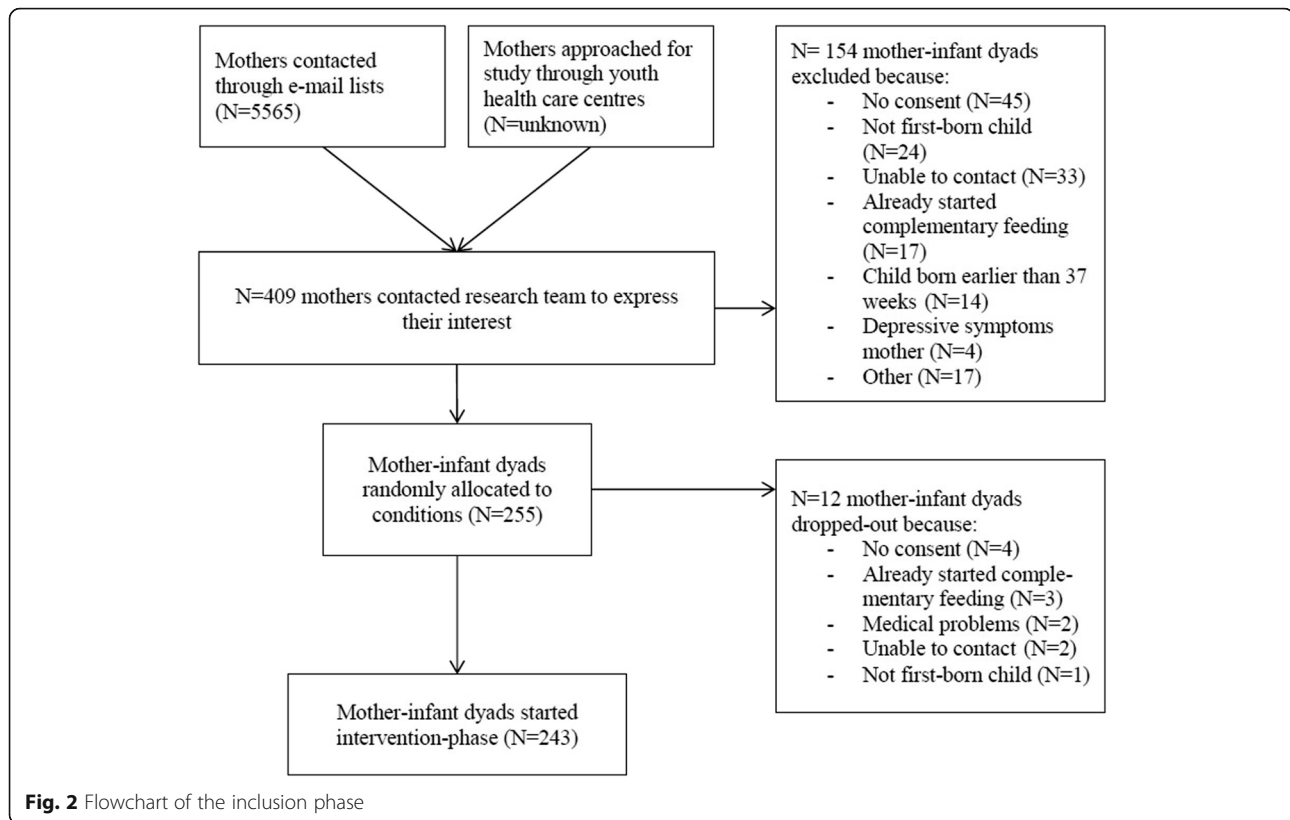 Mothers contacted
through e-mail lists
(N=5565)
Mothers approached for
study through youth
health care centres
(N=unknown)
N= 154 mother-infant dyads
excluded because:
- No consent (N=45)
- Not first-born child
(N=24)
- Unable to contact (N=33)
- Already started
complementary feeding
(N=17)
- Child born earlier than 37
weeks (N=14)
- Depressive symptoms
mother (N=4)
- Other (N=17)
N=409 mothers contacted research team to express
their interest
Mother-infant dyads
randomly allocated to
conditions (N=255)
N=12 mother-infant dyads
dropped-out because:
- No consent (N=4)
- Already started comple-
mentary feeding (N=3)
- Medical problems (N=2)
- Unable to contact (N=2)
- Not first-born child (N=1)
Mother-infant dyads started
intervention-phase (N=243)
Fig. 2 Flowchart of the inclusion phase